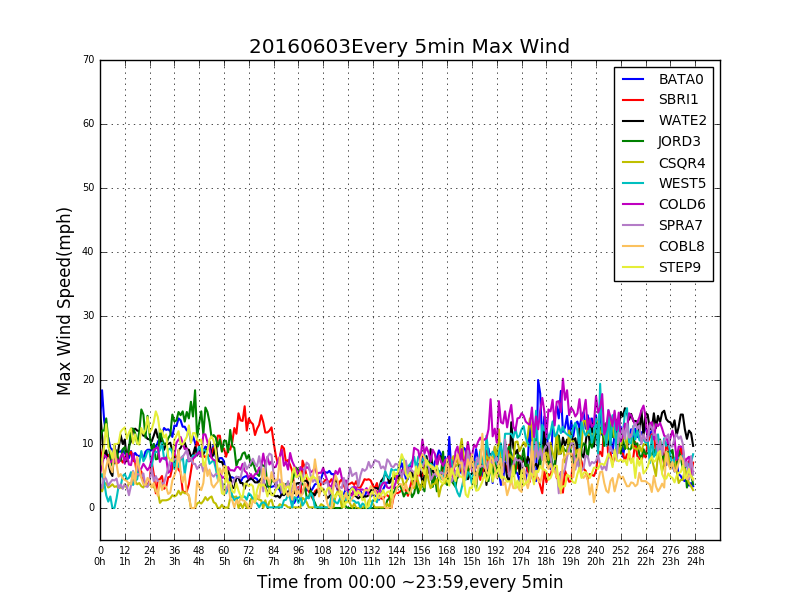 20160603Every 5min Max Wind
Max Wind Speed(mph)
70
60
50
40
30
20
10
0
BATA0
SBRI1
WATE2
JORD3
CSQR4
WEST5
COLD6
SPRA7
COBL8
STEP9
0 12 24 36 48 60 72 84 96 108 120 132 144 156 168 180 192 204 216 228 240 252 264 276 288
0h 1h 2h 3h 4h 5h 6h 7h 8h 9h 10h 11h 12h 13h 14h 15h 16h 17h 18h 19h 20h 21h 22h 23h 24h
Time from 00:00 ~23:59,every 5min